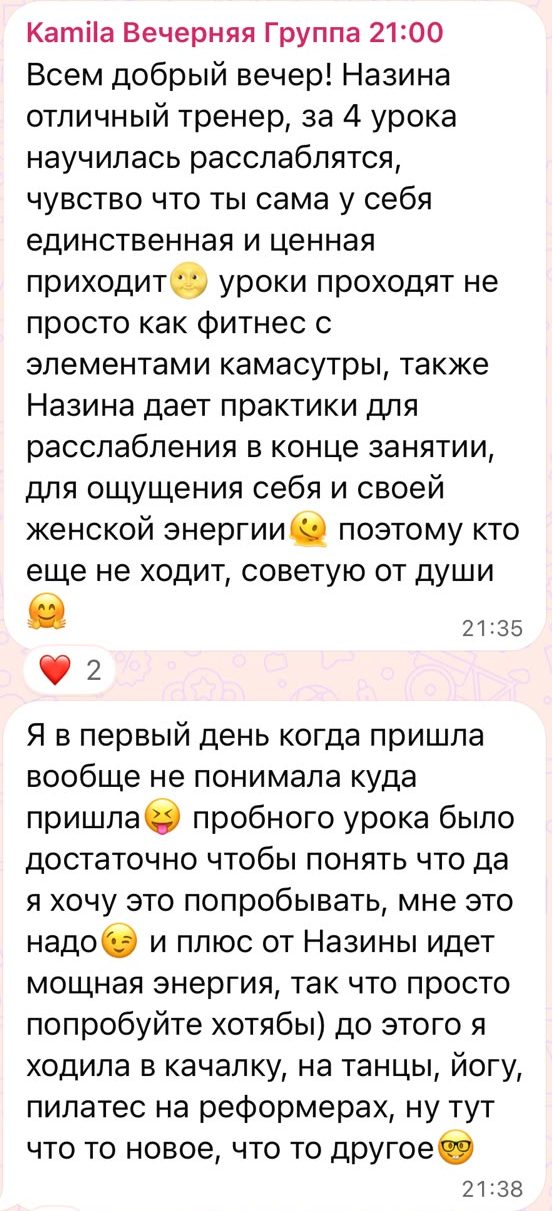 Kamila Вечерняя Группа 21:00
Всем добрый вечер! Назина
отличный тренер, за 4 урока
научилась расслаблятся,
чувство что ты сама у себя
единственная и ценная
приходит🌝 уроки проходят не
просто как фитнес с
элементами камасутры, также
Назина дает практики для
расслабления в конце занятии,
для ощущения себя и своей
женской энергии🫠 поэтому кто
еще не ходит, советую от души
🤗
21:35
❤️ 2
Я в первый день когда пришла
вообще не понимала куда
пришла😝 пробного урока было
достаточно чтобы понять что да
я хочу это попробывать, мне это
надо😉 и плюс от Назины идет
мощная энергия, так что просто
попробуйте хотябы) до этого я
ходила в качалку, на танцы, йогу,
пилатес на реформерах, ну тут
что то новое, что то другое🤓
21:38